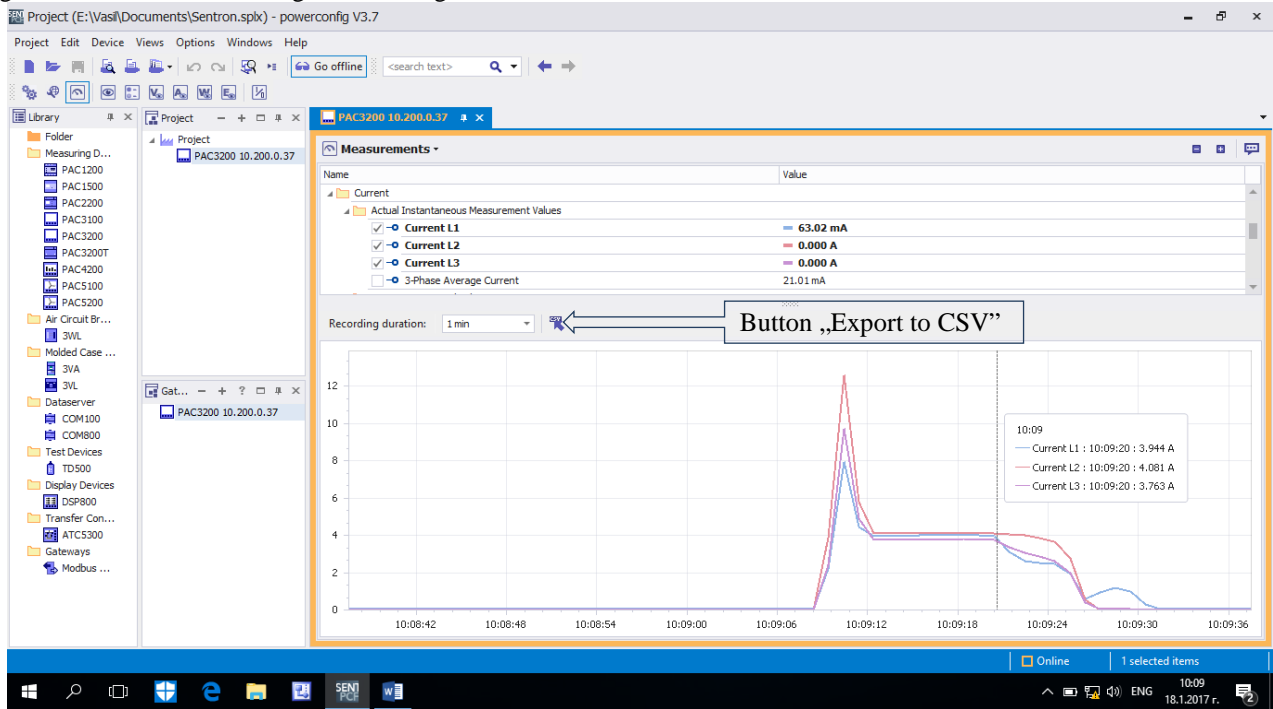 Project (E:\Vasil\Documents\Sentron.splx) - powerconfig V3.7
Project Edit Device Views Options Windows Help
Go offline <search text>
Library
Folder
Measuring D...
PAC1200
PAC1500
PAC2200
PAC3100
PAC3200
PAC3200T
PAC4200
PAC5100
PAC5200
Air Circuit Br...
3WL
Molded Case ...
3VA
3VL
Dataserver
COM100
COM800
Test Devices
TD500
Display Devices
DSP800
Transfer Con...
ATC5300
Gateways
Modbus ...
Project
Project
PAC3200 10.200.0.37
Gat...
PAC3200 10.200.0.37
PAC3200 10.200.0.37
Measurements
Name Value
Current
Actual Instantaneous Measurement Values
Current L1 63.02 mA
Current L2 0.000 A
Current L3 0.000 A
3-Phase Average Current 21.01 mA
Recording duration: 1 min
Button „Export to CSV”
12
10
8
6
4
2
0
10:09
Current L1 : 10:09:20 : 3.944 A
Current L2 : 10:09:20 : 4.081 A
Current L3 : 10:09:20 : 3.763 A
10:08:42 10:08:48 10:08:54 10:09:00 10:09:06 10:09:12 10:09:18 10:09:24 10:09:30 10:09:36
Online 1 selected items
ENG
10:09
18.1.2017 г.